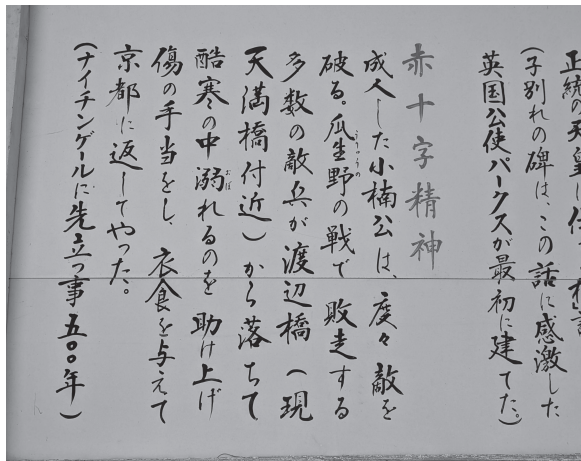 正統の天皇に
(子別れの碑は、この話に感激した
英国公使パークスが最初に建てた。)
赤十字精神
成人した小楠公は、度々敵を
破る。瓜生野の戦で敗走する
多数の敵兵が渡辺橋(現
天満橋付近)から落ちて
酷寒の中溺れるのを助け上げ
傷の手当をし、衣食を与えて
京都に返してやった。
(ナイチンゲールに先立つ事五〇〇年)